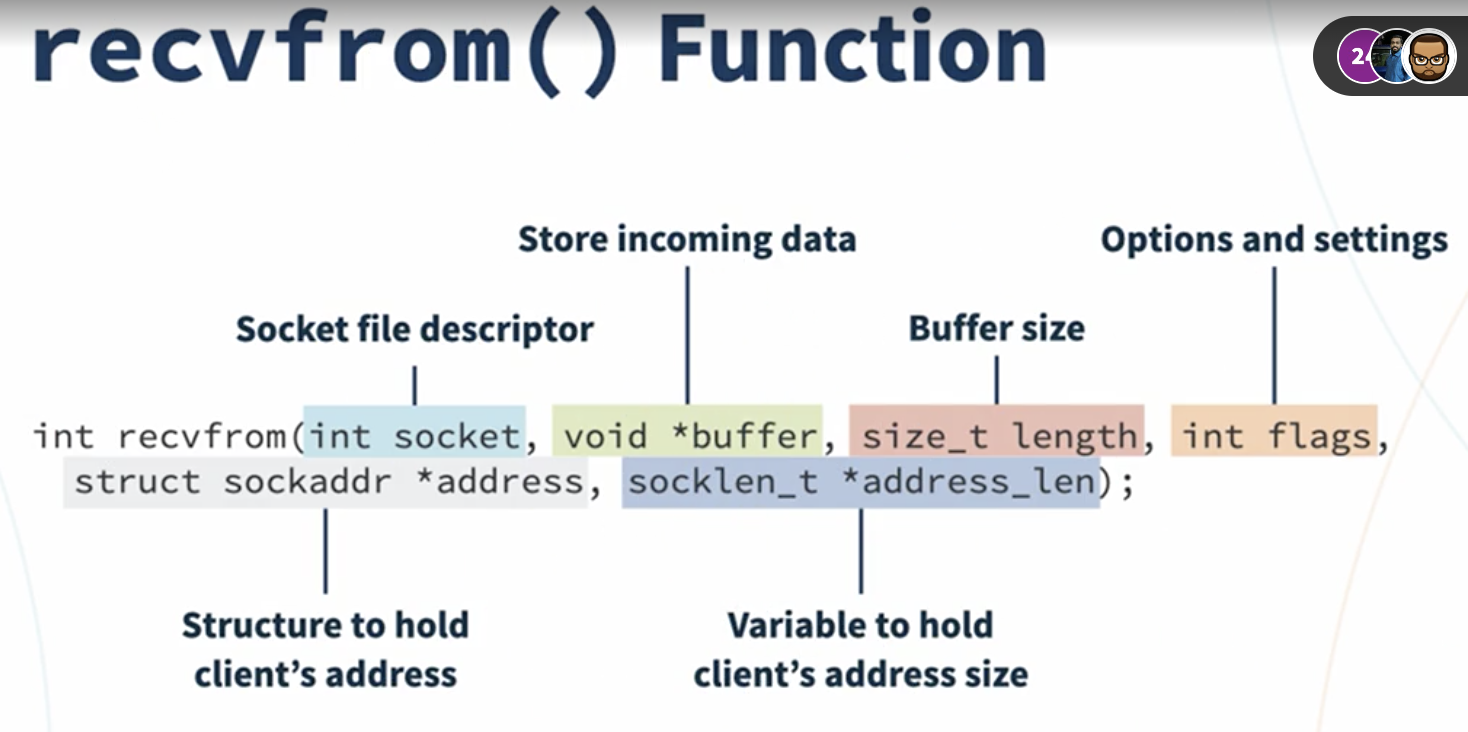 recvfrom() Function
Store incoming data
Options and settings
Socket file descriptor
Buffer size
int recvfrom(int socket, void *buffer, size_t length, int flags,
struct sockaddr *address, socklen_t *address_len);
Structure to hold
client’s address
Variable to hold
client’s address size